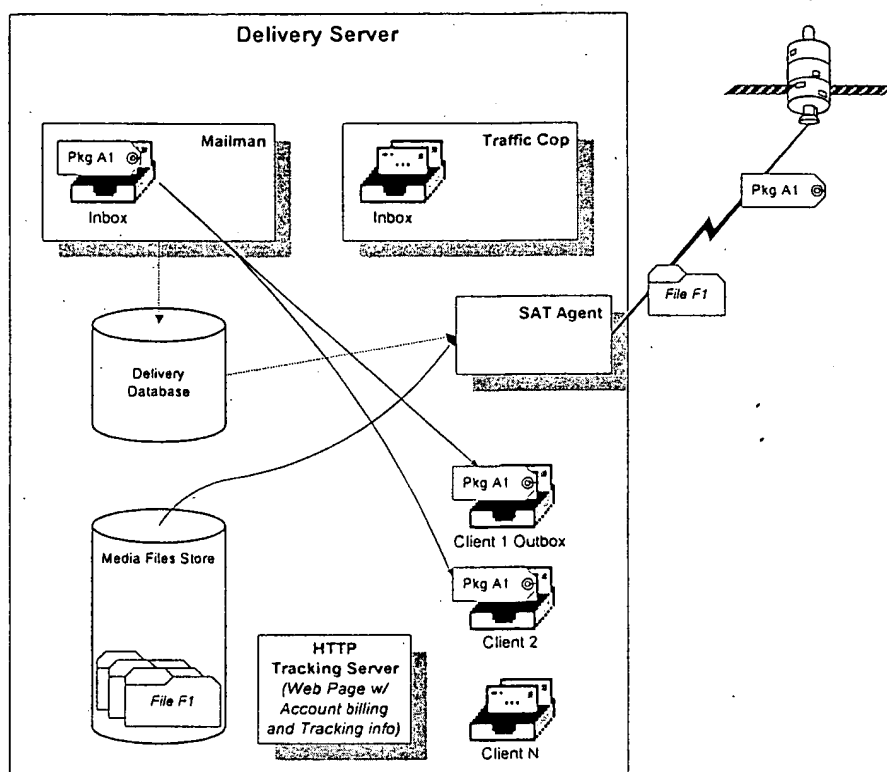 Delivery Server
Mailman
Pkg A1
Inbox
Traffic Cop
Inbox
Pkg A1
File F1
SAT Agent
Delivery
Database
Pkg A1
Client 1 Outbox
Media Files Store
Pkg A1
Client 2
File F1
HTTP
Tracking Server
(Web Page w/
Account billing
and Tracking info)
Client N